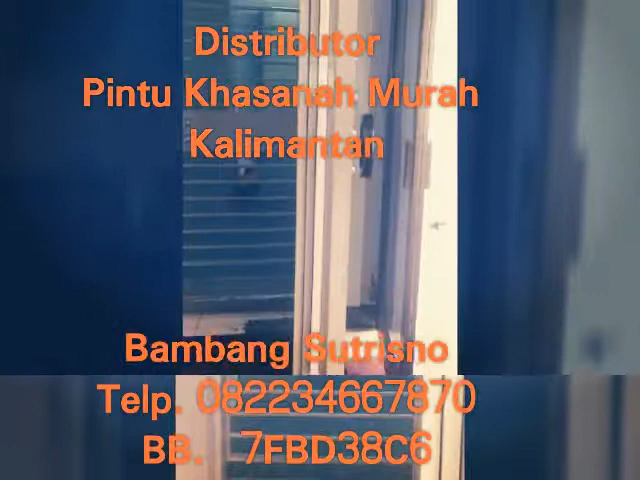 Distributor
Pintu Khasanah Murah
Kalimantan
Bambang Sutrisno
Telp. 082234667870
BB. 7FBD38C6